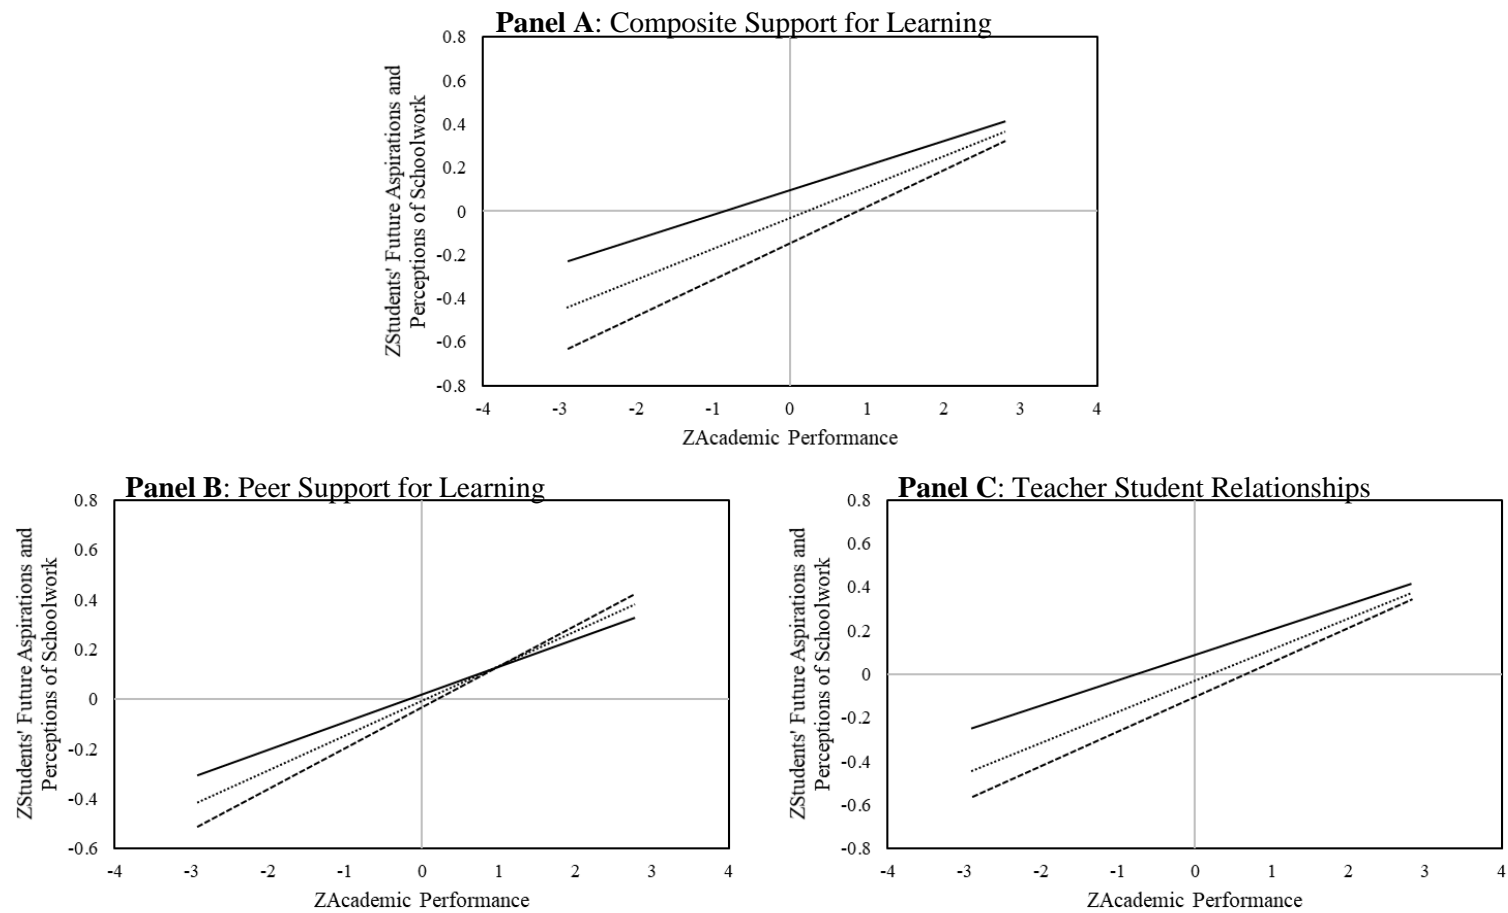 Panel A: Composite Support for Learning
ZStudents' Future Aspirations and
Perceptions of Schoolwork
0.8
0.6
0.4
0.2
0
-0.2
-0.4
-0.6
-0.8
-4 -3 -2 -1 0 1 2 3 4
ZAcademic Performance
Panel B: Peer Support for Learning
ZStudents' Future Aspirations and
Perceptions of Schoolwork
0.8
0.6
0.4
0.2
0
-0.2
-0.4
-0.6
-4 -3 -2 -1 0 1 2 3 4
ZAcademic Performance
Panel C: Teacher Student Relationships
ZStudents' Future Aspirations and
Perceptions of Schoolwork
0.8
0.6
0.4
0.2
0
-0.2
-0.4
-0.6
-0.8
-4 -3 -2 -1 0 1 2 3 4
ZAcademic Performance